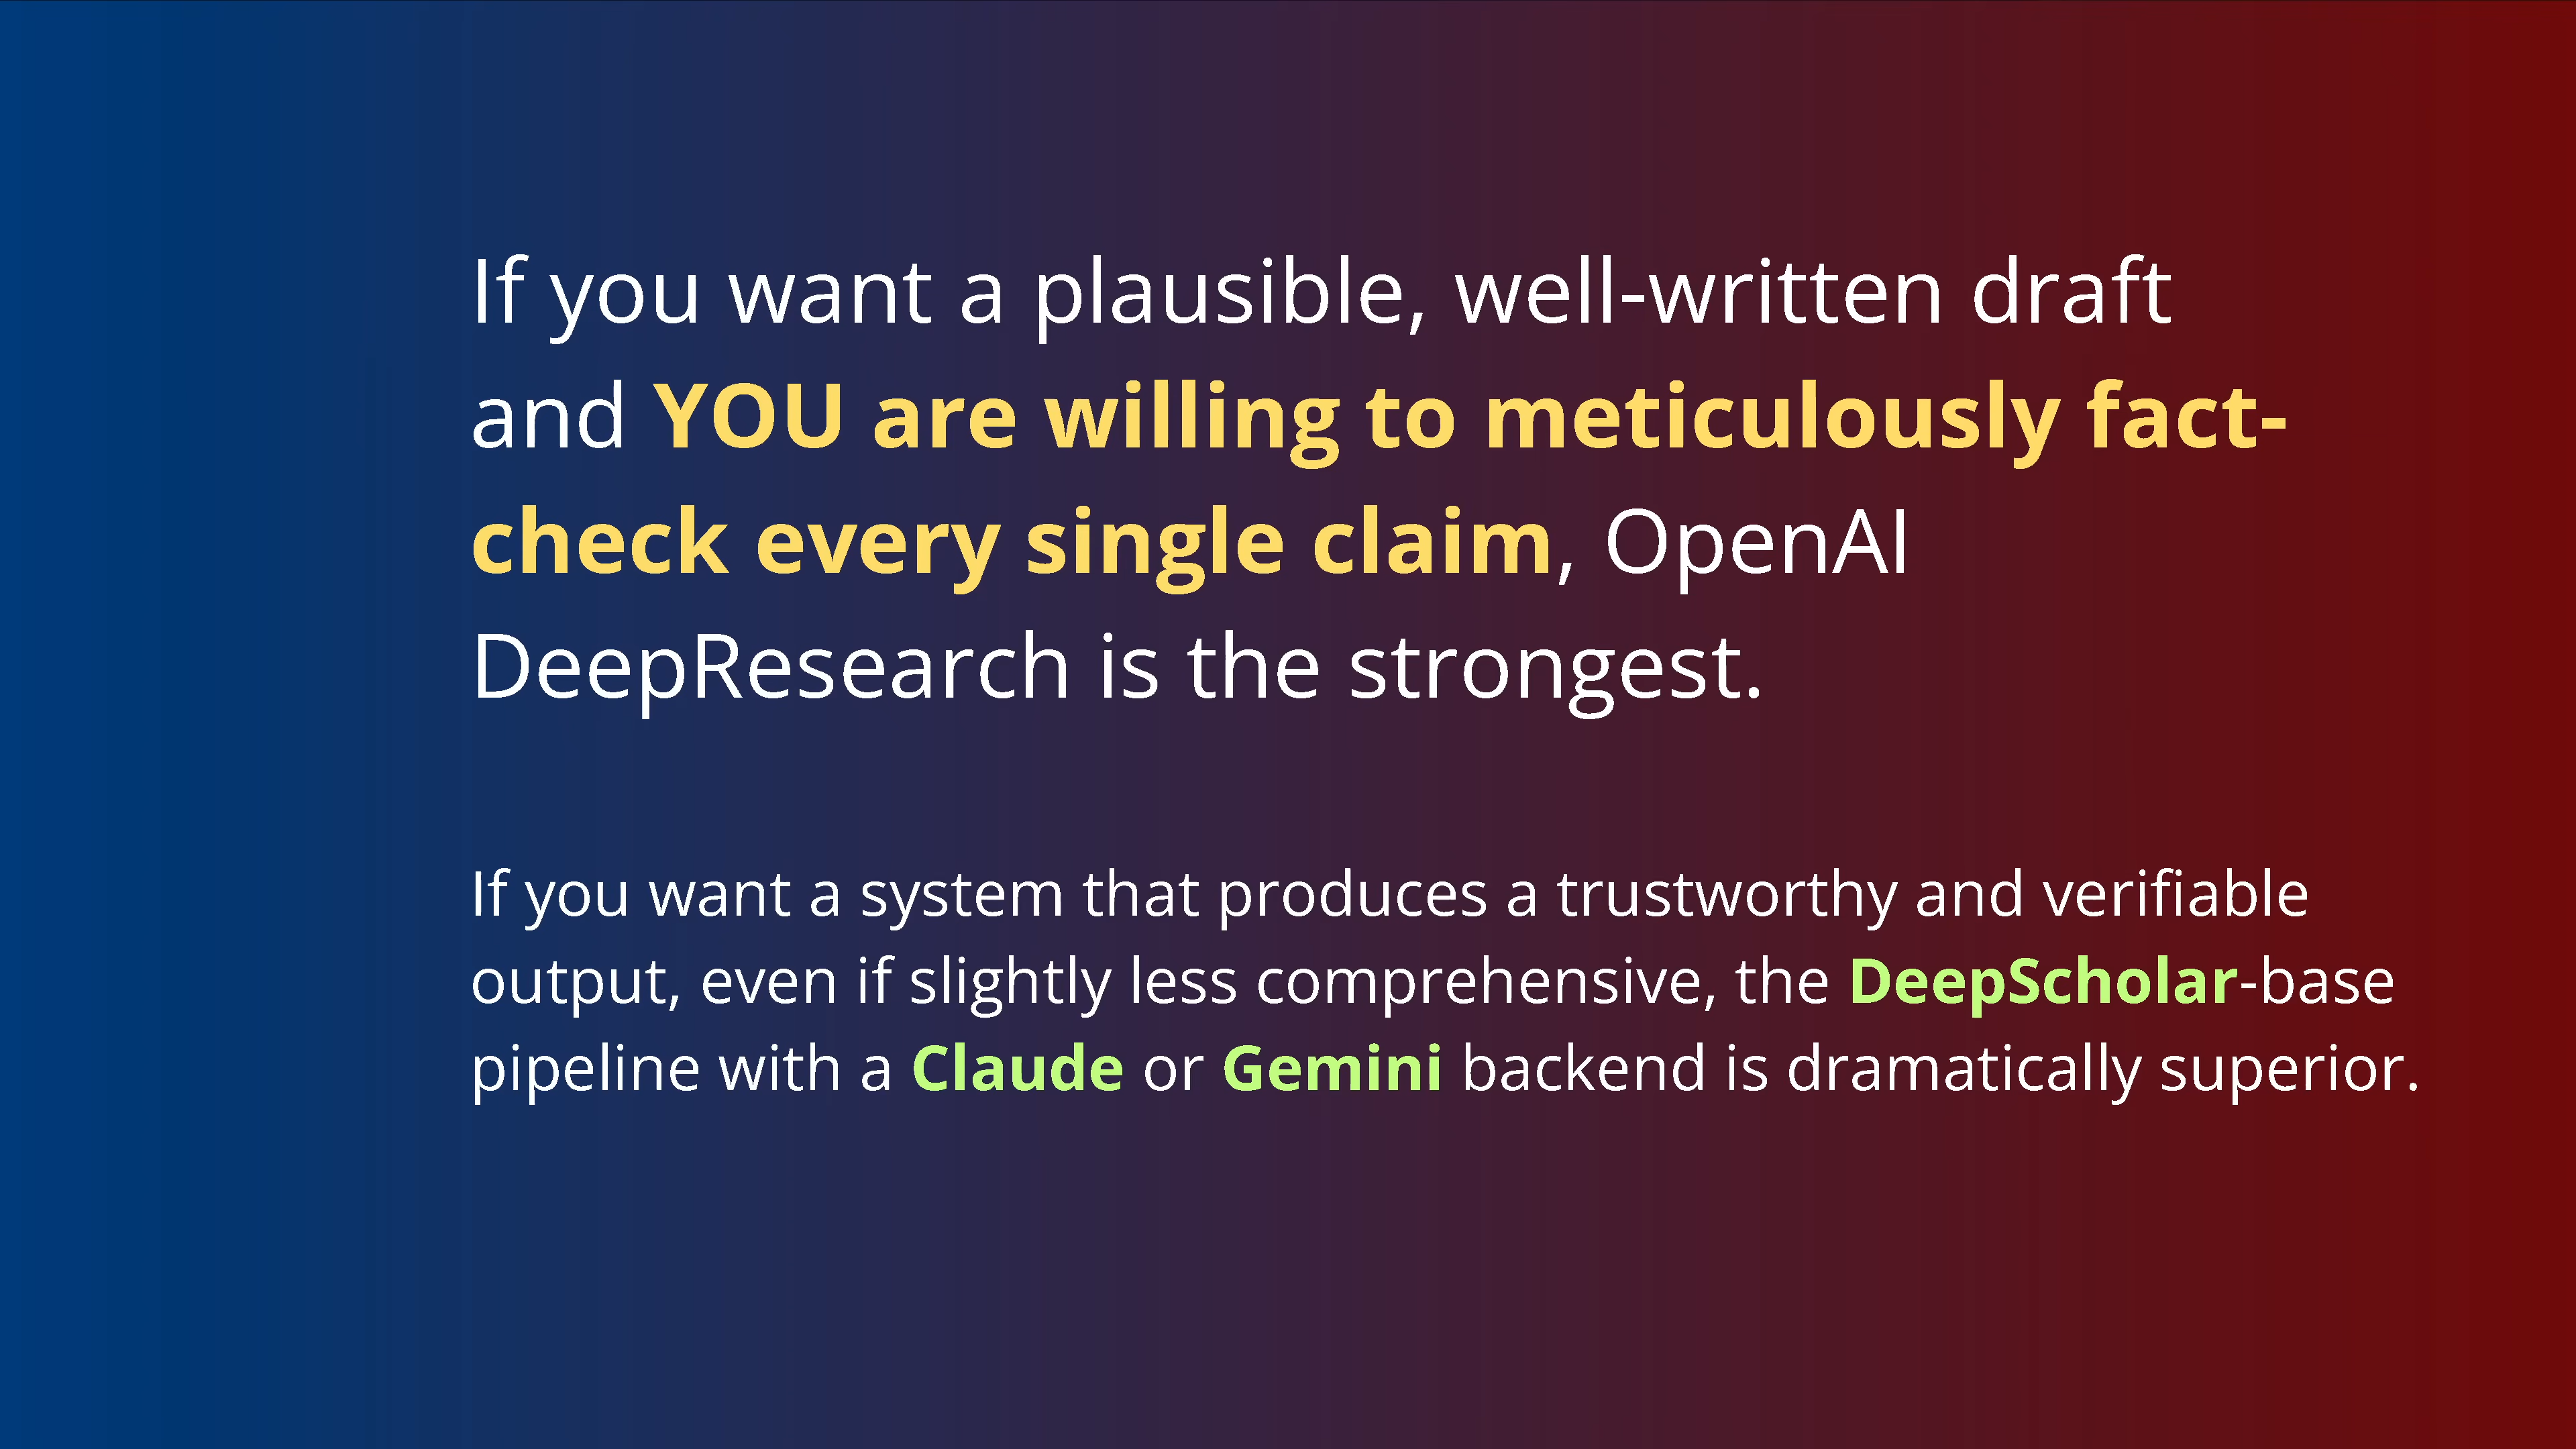 If you want a plausible, well-written draft
and YOU are willing to meticulously fact-
check every single claim, OpenAI
DeepResearch is the strongest.
If you want a system that produces a trustworthy and verifiable
output, even if slightly less comprehensive, the DeepScholar-base
pipeline with a Claude or Gemini backend is dramatically superior.